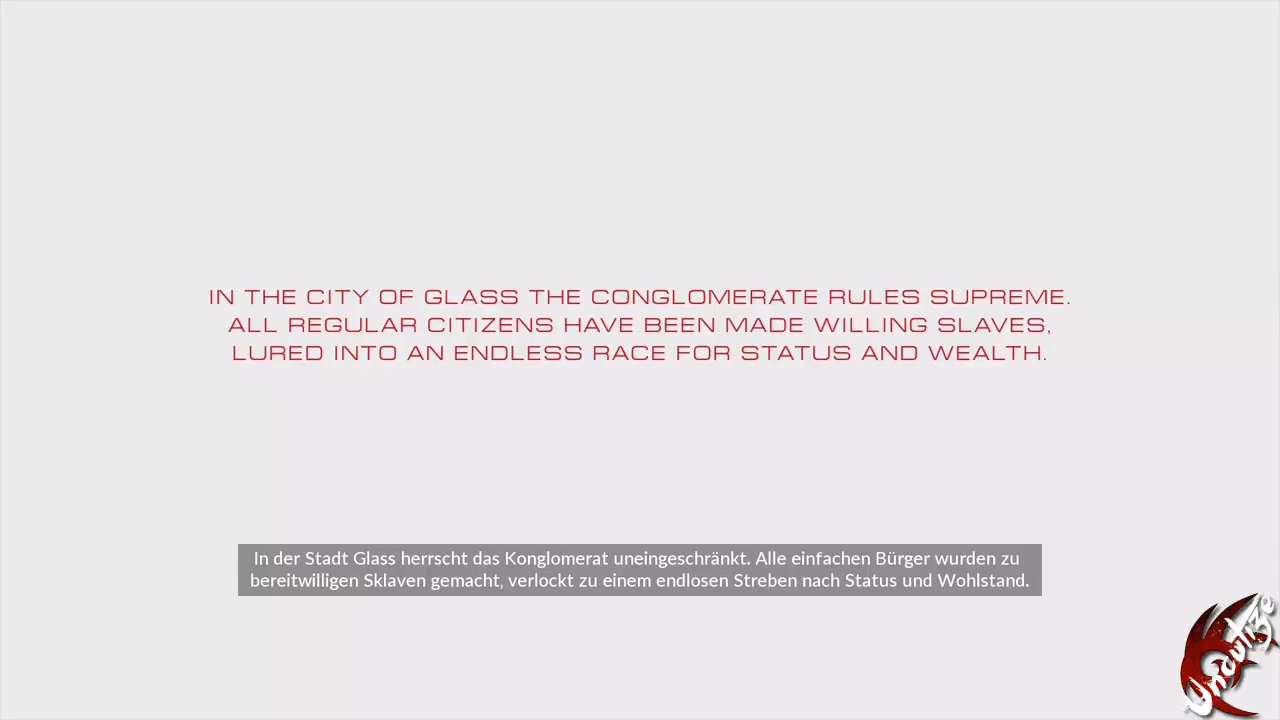 IN THE CITY OF GLASS THE CONGLOMERATE RULES SUPREME.
ALL REGULAR CITIZENS HAVE BEEN MADE WILLING SLAVES,
LURED INTO AN ENDLESS RACE FOR STATUS AND WEALTH.
In der Stadt Glass herrscht das Konglomerat uneingeschränkt. Alle einfachen Bürger wurden zu
bereitwilligen Sklaven gemacht, verlockt zu einem endlosen Streben nach Status und Wohlstand.
Uncutize